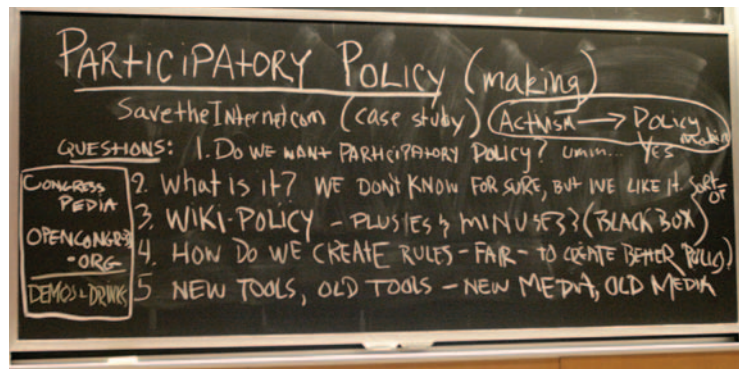 PARTICIPATORY POLICY (making)
SavetheInternet.com (case study)
ACTIVISM → POLICY making
QUESTIONS: 1. DO WE WANT PARTICIPATORY POLICY? umm... YES
2. WHAT IS IT? WE DON'T KNOW FOR SURE, BUT WE LIKE IT. SORT OF
3. WIKI-POLICY - PLUSIES & MINUSES? (BLACK BOX)
4. HOW DO WE CREATE RULES - FAIR - TO CREATE BETTER RULES?
5 NEW TOOLS, OLD TOOLS - NEW MEDIA, OLD MEDIA
CONGRESS
PEDIA
OPENCONGRESS
.ORG
DEMOS & DRINKS